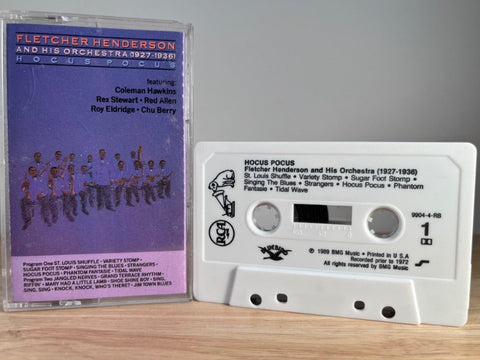 FLETCHER HENDERSON
AND HIS ORCHESTRA (1927-1936)
HOCUS POCUS
featuring:
Coleman Hawkins
Rex Stewart • Red Allen
Roy Eldridge • Chu Berry
Program One ST. LOUIS SHUFFLE • VARIETY STOMP •
SUGAR FOOT STOMP • SINGING THE BLUES • STRANGERS •
HOCUS POCUS • PHANTOM FANTASIE • TIDAL WAVE
Program Two JANGLED NERVES • GRAND TERRACE RHYTHM •
RIFFIN' • MARY HAD A LITTLE LAMB • SHOE SHINE BOY • SING,
SING, SING • KNOCK, KNOCK, WHO'S THERE? • JIM TOWN BLUES
HOCUS POCUS
Fletcher Henderson and His Orchestra (1927-1936)
St. Louis Shuffle • Variety Stomp • Sugar Foot Stomp •
Singing The Blues • Strangers • Hocus Pocus • Phantom
Fantasie • Tidal Wave
9904-4-RB
1
RCA
BLUEBIRD
℗ 1989 BMG Music • Printed in U.S.A.
Recorded prior to 1972
All rights reserved by BMG Music